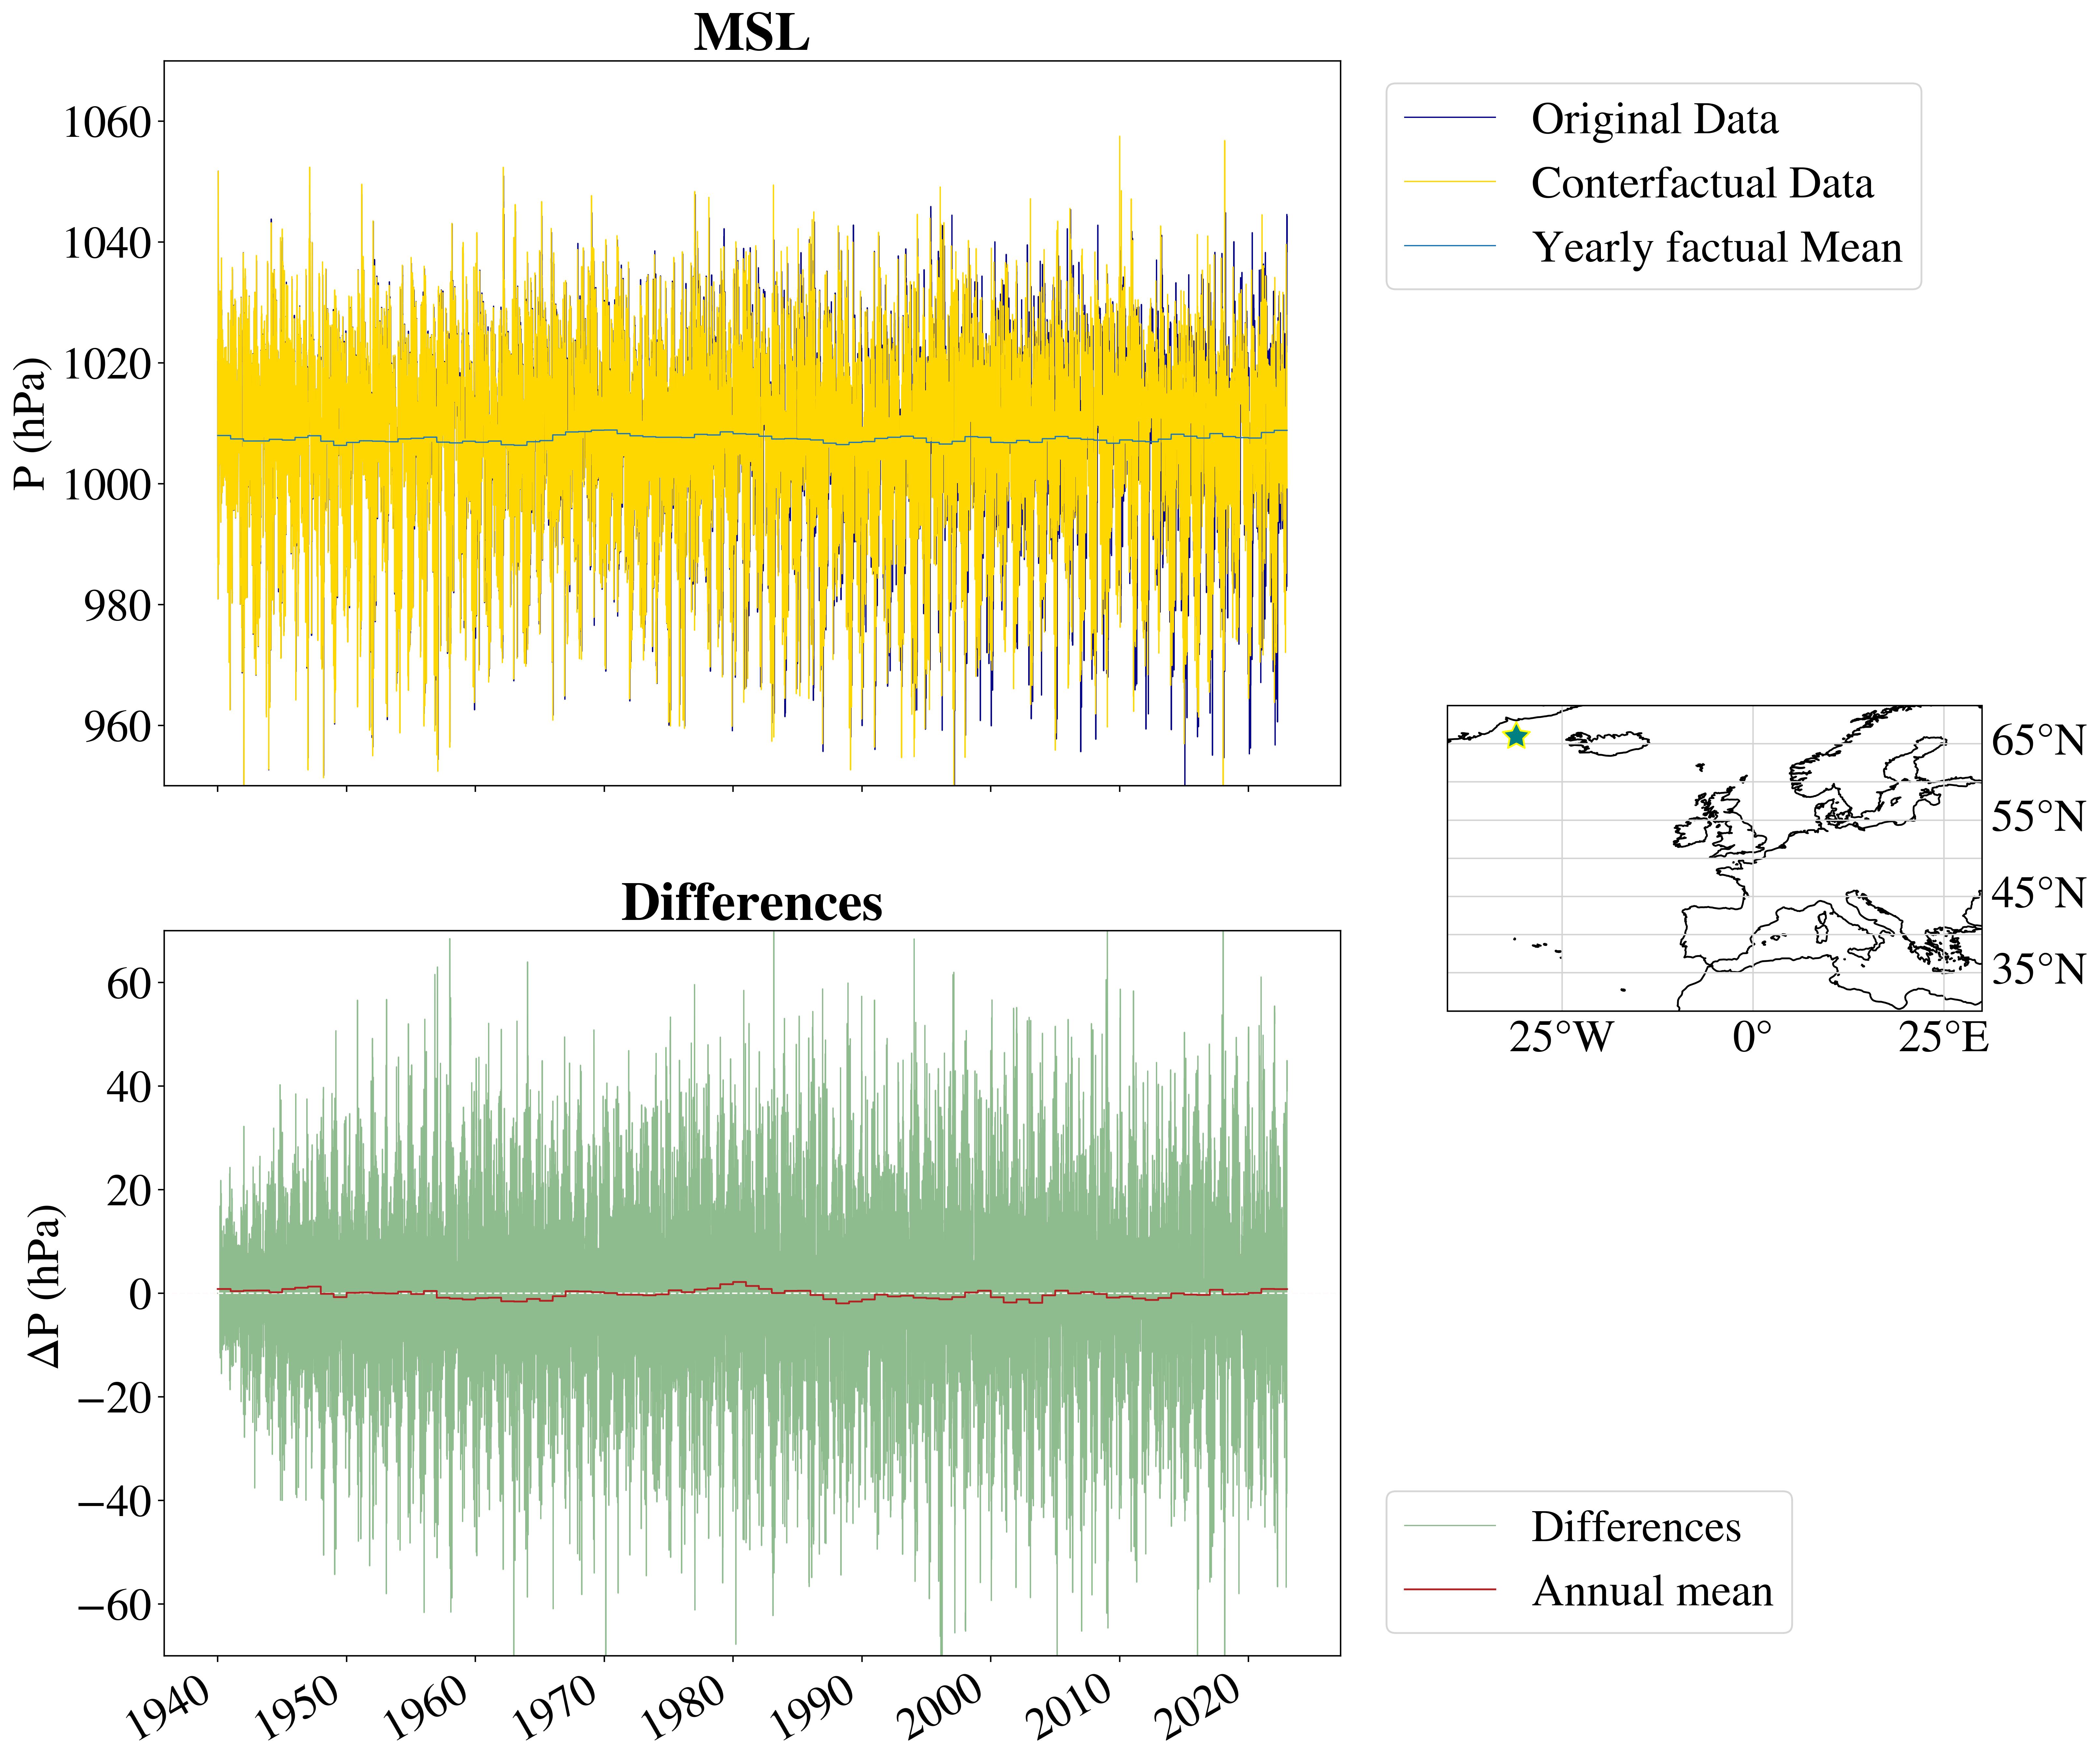 MSL
1060
1040
1020
1000
980
960
P (hPa)
Original Data
Conterfactual Data
Yearly factual Mean
65°N
55°N
45°N
35°N
25°W 0° 25°E
Differences
60
40
20
0
−20
−40
−60
ΔP (hPa)
1940 1950 1960 1970 1980 1990 2000 2010 2020
Differences
Annual mean